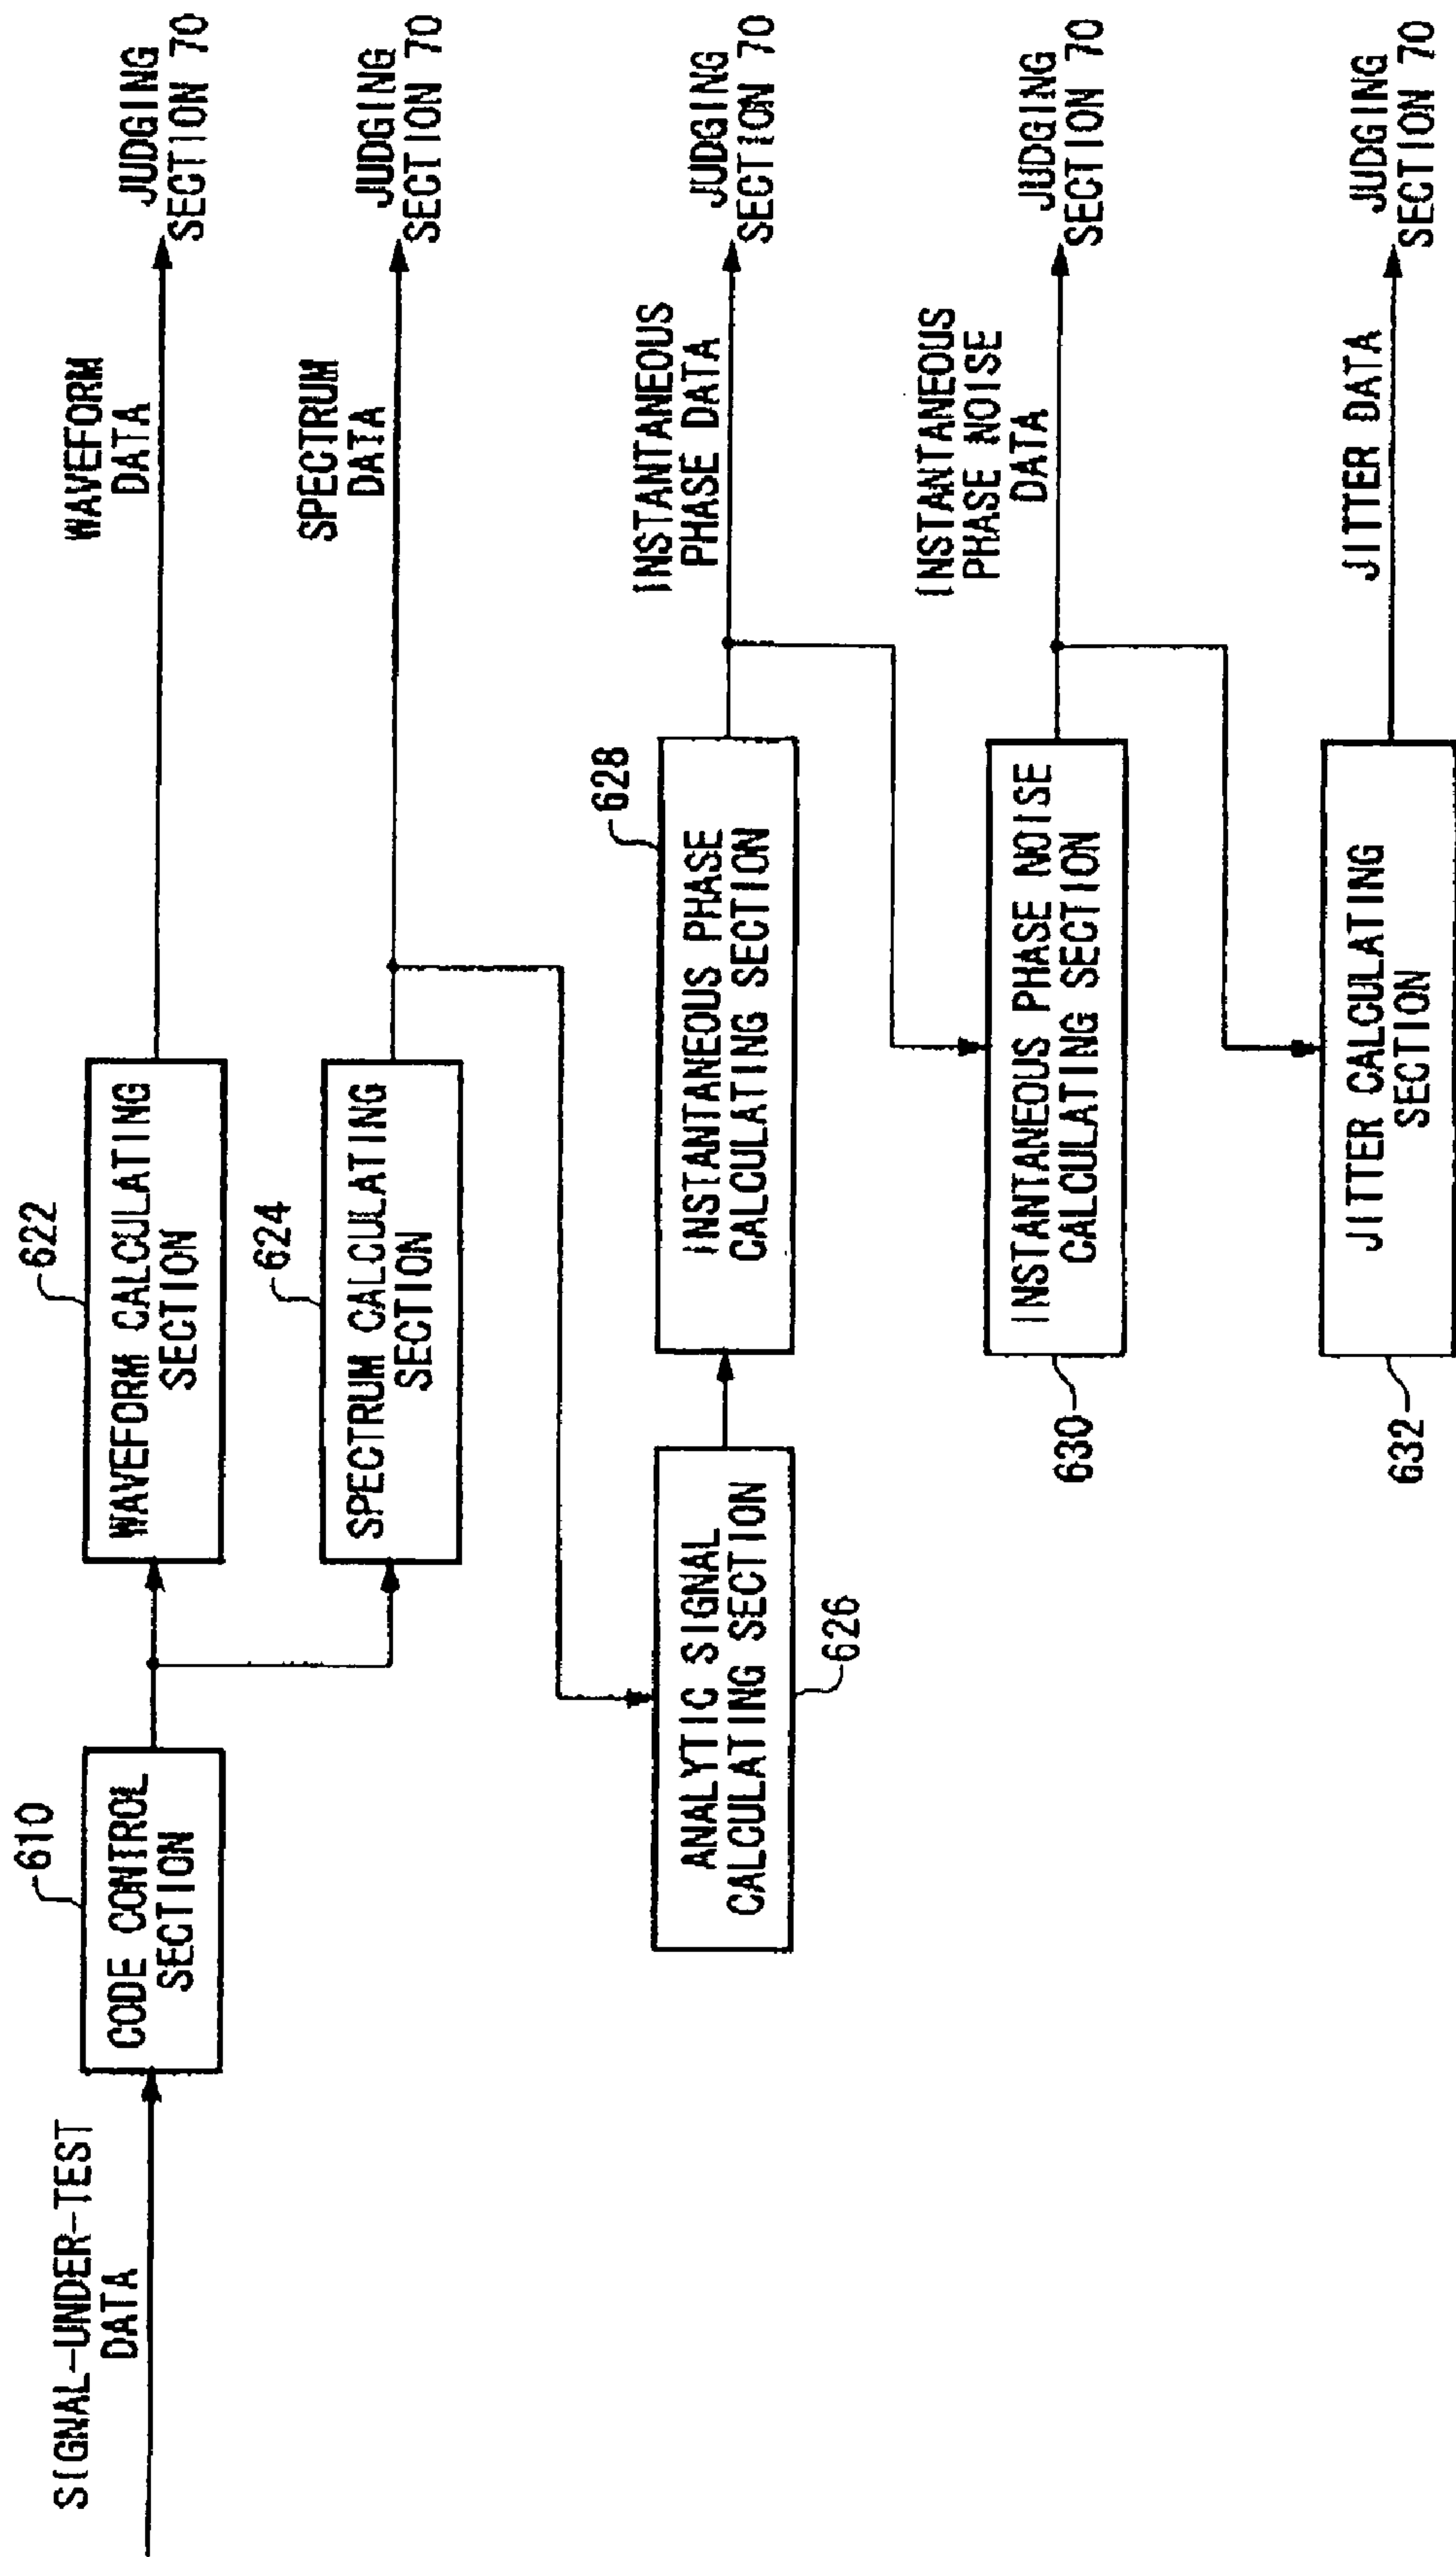 SIGNAL-UNDER-TEST
DATA
610
CODE CONTROL
SECTION
622
WAVEFORM CALCULATING
SECTION
WAVEFORM
DATA
JUDGING
SECTION 70
624
SPECTRUM CALCULATING
SECTION
SPECTRUM
DATA
JUDGING
SECTION 70
ANALYTIC SIGNAL
CALCULATING SECTION
626
628
INSTANTANEOUS PHASE
CALCULATING SECTION
INSTANTANEOUS
PHASE DATA
JUDGING
SECTION 70
INSTANTANEOUS PHASE NOISE
CALCULATING SECTION
630
INSTANTANEOUS
PHASE NOISE
DATA
JUDGING
SECTION 70
JITTER CALCULATING
SECTION
632
JITTER DATA
JUDGING
SECTION 70